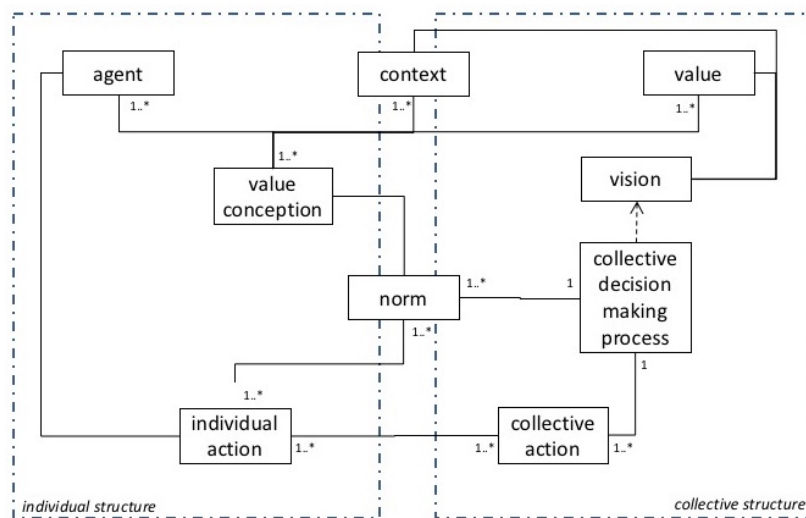 agent
context
value
1..*
1..*
1..*
1..*
value
conception
vision
collective
decision
making
process
norm
1..*
1
1..*
1
1..*
individual
action
1..*
collective
action
1..*
1..*
individual structure
collective structure